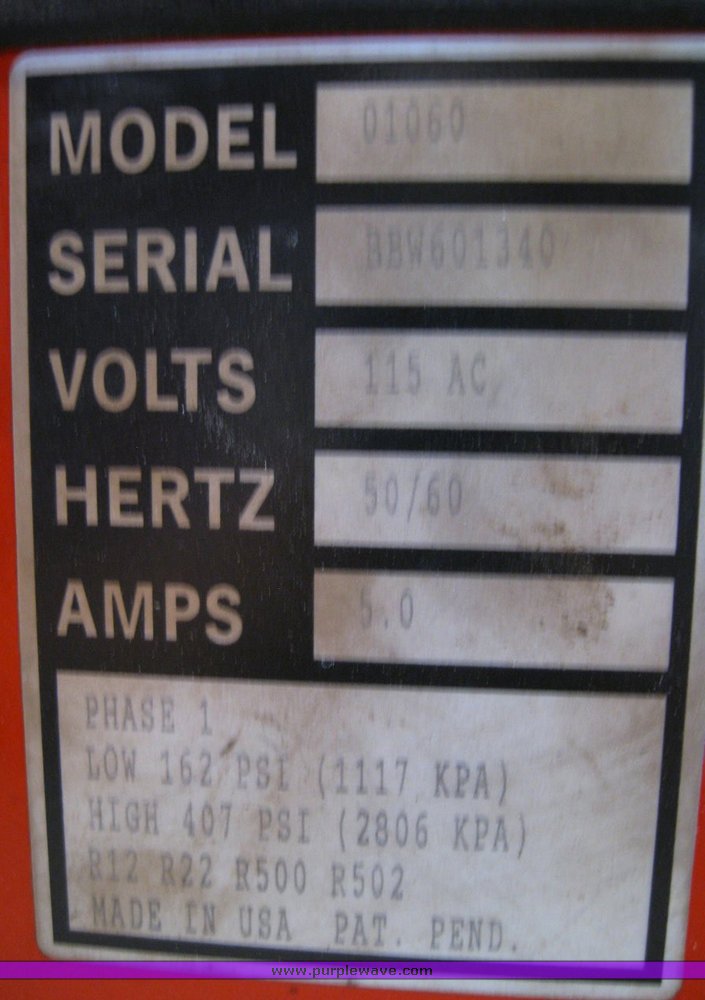 MODEL 01060
SERIAL BBW601340
VOLTS 115 AC
HERTZ 50/60
AMPS 5.0
PHASE 1
LOW 162 PSI (1117 KPA)
HIGH 407 PSI (2806 KPA)
R12 R22 R500 R502
MADE IN USA PAT. PEND.
www.purplewave.com